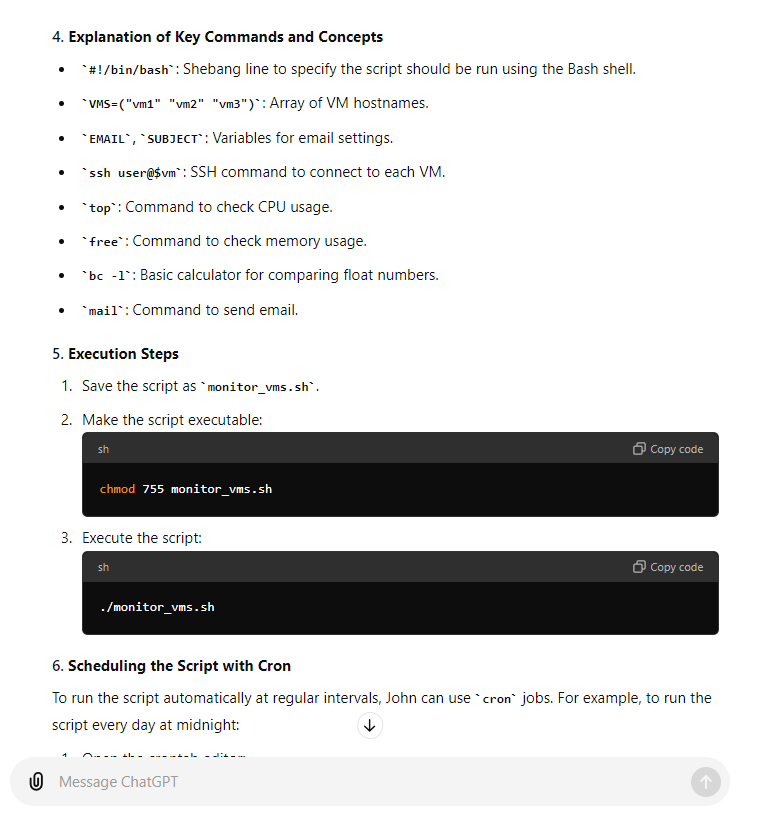 4. Explanation of Key Commands and Concepts
• `#!/bin/bash`: Shebang line to specify the script should be run using the Bash shell.
• `VMS=("vm1" "vm2" "vm3")`: Array of VM hostnames.
• `EMAIL`, `SUBJECT`: Variables for email settings.
• `ssh user@$vm`: SSH command to connect to each VM.
• `top`: Command to check CPU usage.
• `free`: Command to check memory usage.
• `bc -l`: Basic calculator for comparing float numbers.
• `mail`: Command to send email.
5. Execution Steps
1. Save the script as `monitor_vms.sh`.
2. Make the script executable:
sh Copy code
chmod 755 monitor_vms.sh
3. Execute the script:
sh Copy code
./monitor_vms.sh
6. Scheduling the Script with Cron
To run the script automatically at regular intervals, John can use `cron` jobs. For example, to run the
script every day at midnight:
1. Open the crontab editor:
Message ChatGPT